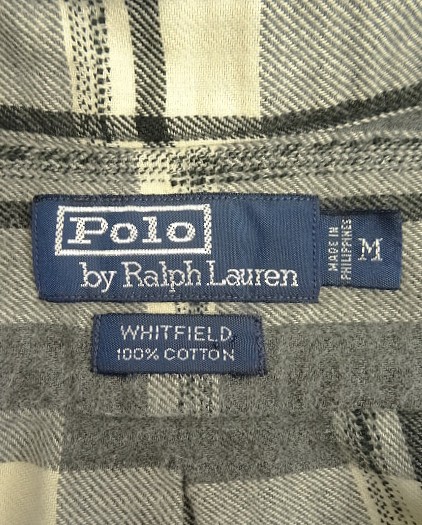 Polo
by Ralph Lauren
MADE IN
PHILIPPINES
M
WHITFIELD
100% COTTON